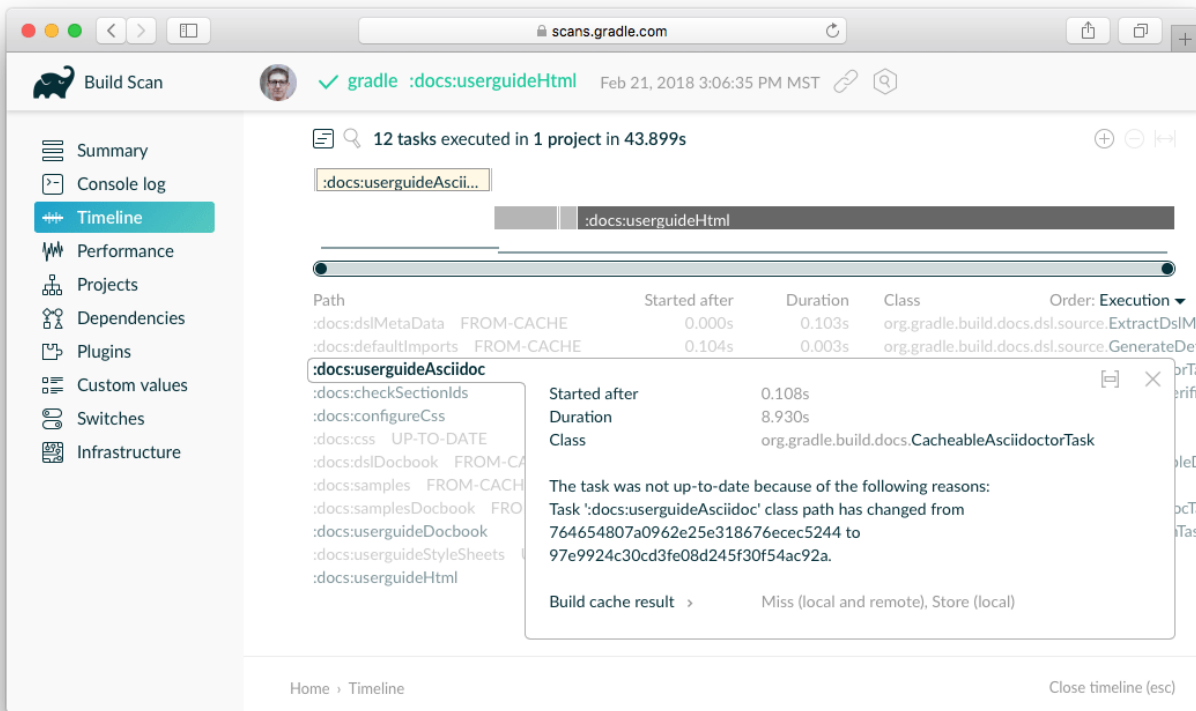 scans.gradle.com
Build Scan
gradle :docs:userguideHtml Feb 21, 2018 3:06:35 PM MST
Summary
Console log
Timeline
Performance
Projects
Dependencies
Plugins
Custom values
Switches
Infrastructure
12 tasks executed in 1 project in 43.899s
:docs:userguideAscii...
:docs:userguideHtml
Path Started after Duration Class Order: Execution
:docs:dslMetaData FROM-CACHE 0.000s 0.103s org.gradle.build.docs.dsl.source.ExtractDslM
:docs:defaultImports FROM-CACHE 0.104s 0.003s org.gradle.build.docs.dsl.source.GenerateDe
:docs:userguideAsciidoc
:docs:checkSectionIds
:docs:configureCss
:docs:css UP-TO-DATE
:docs:dslDocbook FROM-CA
:docs:samples FROM-CACH
:docs:samplesDocbook FRO
:docs:userguideDocbook
:docs:userguideStyleSheets
:docs:userguideHtml
Started after 0.108s
Duration 8.930s
Class org.gradle.build.docs.CacheableAsciidoctorTask
The task was not up-to-date because of the following reasons:
Task ':docs:userguideAsciidoc' class path has changed from
764654807a0962e25e318676ecec5244 to
97e9924c30cd3fe08d245f30f54ac92a.
Build cache result › Miss (local and remote), Store (local)
Home › Timeline
Close timeline (esc)